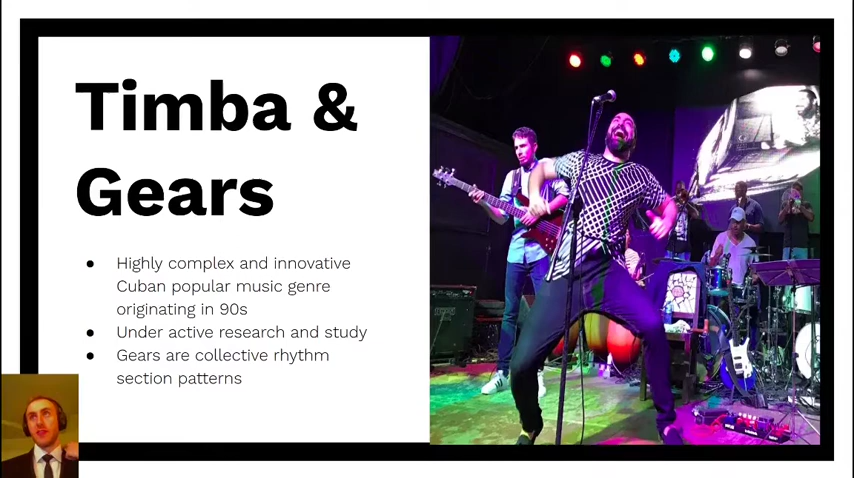 Timba &
Gears
● Highly complex and innovative
Cuban popular music genre
originating in 90s
● Under active research and study
● Gears are collective rhythm
section patterns